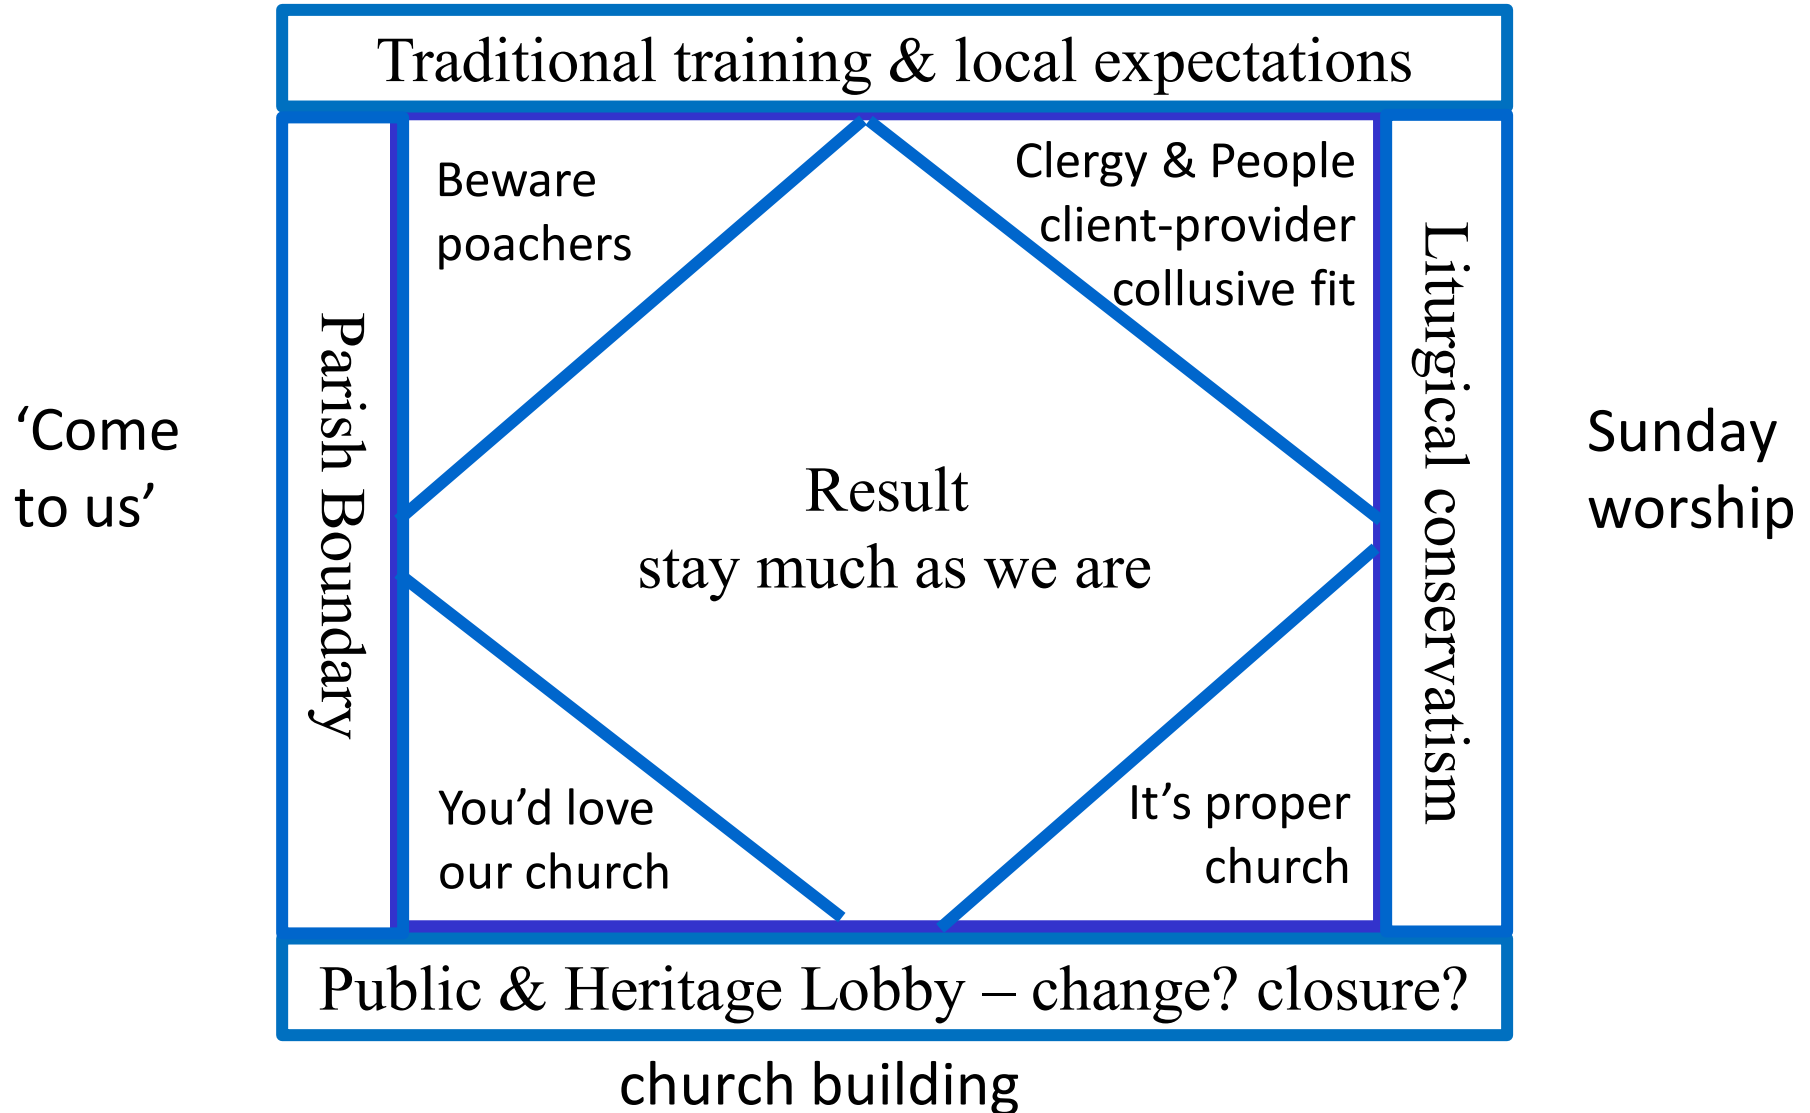 Traditional training & local expectations
Beware
poachers
Clergy & People
client-provider
collusive fit
‘Come
to us’
Parish Boundary
Result
stay much as we are
Liturgical conservatism
Sunday
worship
You’d love
our church
It’s proper
church
Public & Heritage Lobby – change? closure?
church building